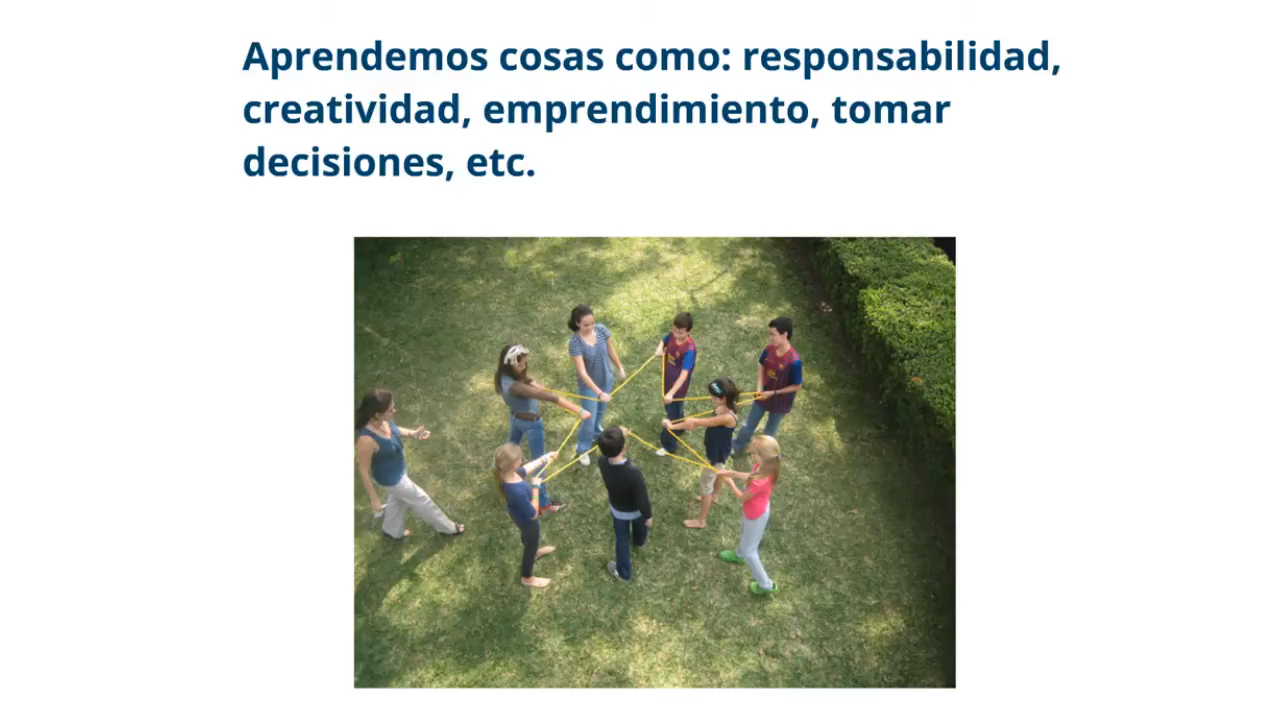 Aprendemos cosas como: responsabilidad,
creatividad, emprendimiento, tomar
decisiones, etc.